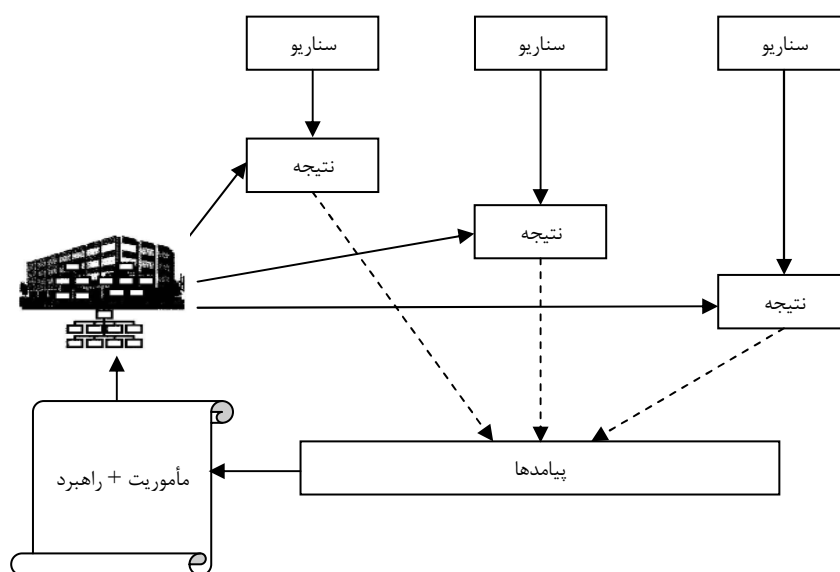 سناریو
سناریو
سناریو
نتیجه
نتیجه
نتیجه
پیامدها
مأموریت + راهبرد